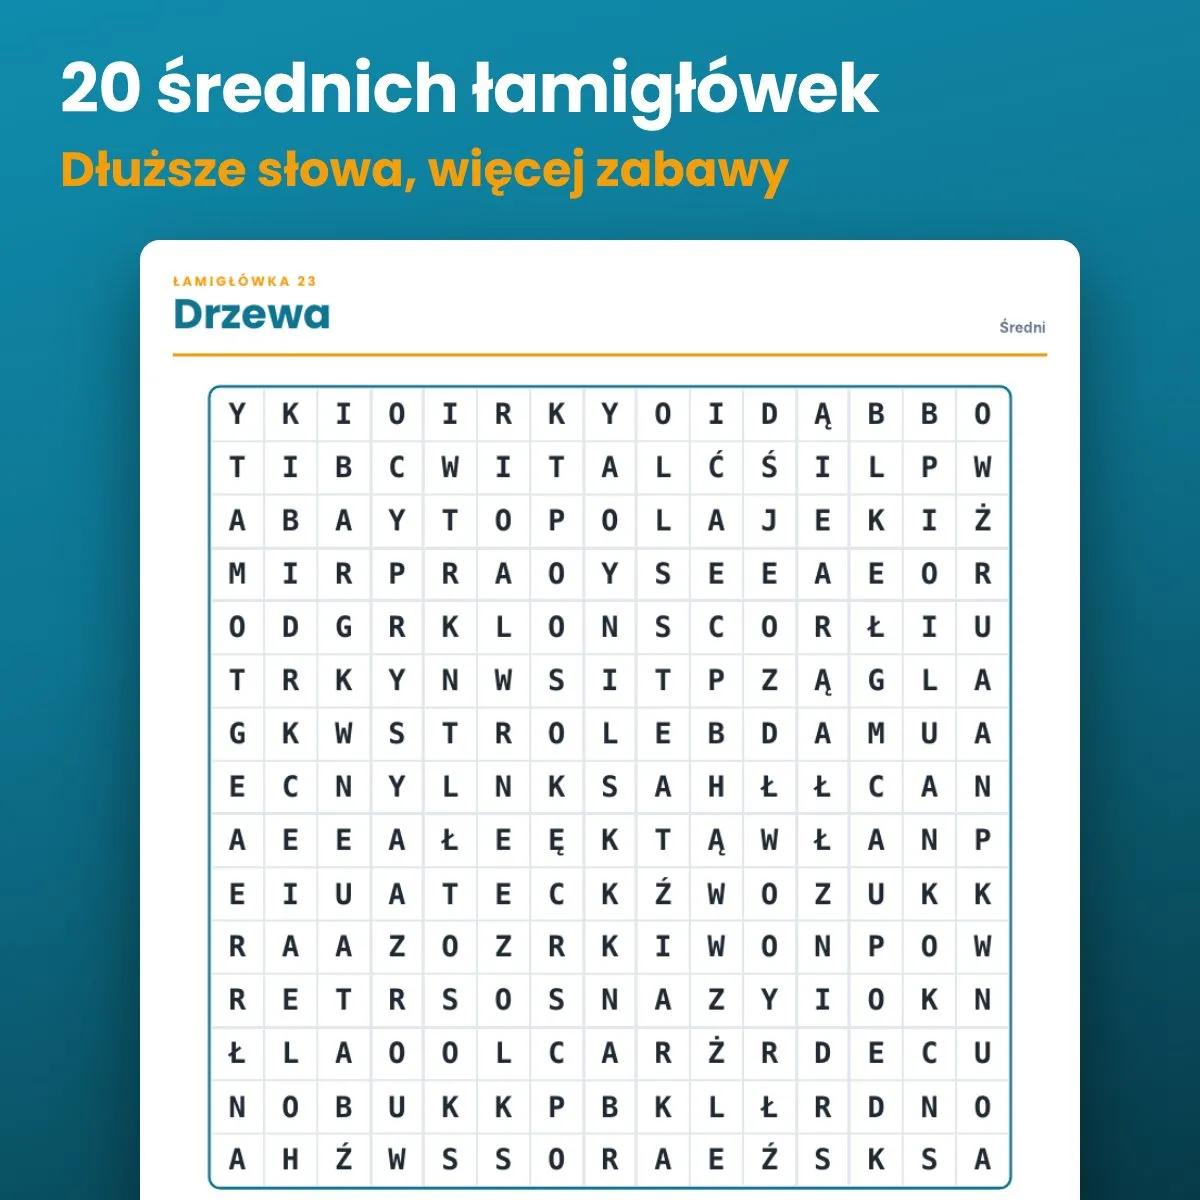 20 średnich łamigłówek
Dłuższe słowa, więcej zabawy
ŁAMIGŁÓWKA 23
Drzewa
Średni
Y K I O I R K Y O I D Ą B B O
T I B C W I T A L Ć Ś I L P W
A B A Y T O P O L A J E K I Ż
M I R P R A O Y S E E A E O R
O D G R K L O N S C O R Ł I U
T R K Y N W S I T P Z Ą G L A
G K W S T R O L E B D A M U A
E C N Y L N K S A H Ł Ł C A N
A E E A Ł E Ę K T Ą W Ł A N P
E I U A T E C K Ź W O Z U K K
R A A Z O Z R K I W O N P O W
R E T R S O S N A Z Y I O K N
Ł L A O O L C A R Ż R D E C U
N O B U K K P B K L Ł R D N O
A H Ź W S S O R A E Ź S K S A